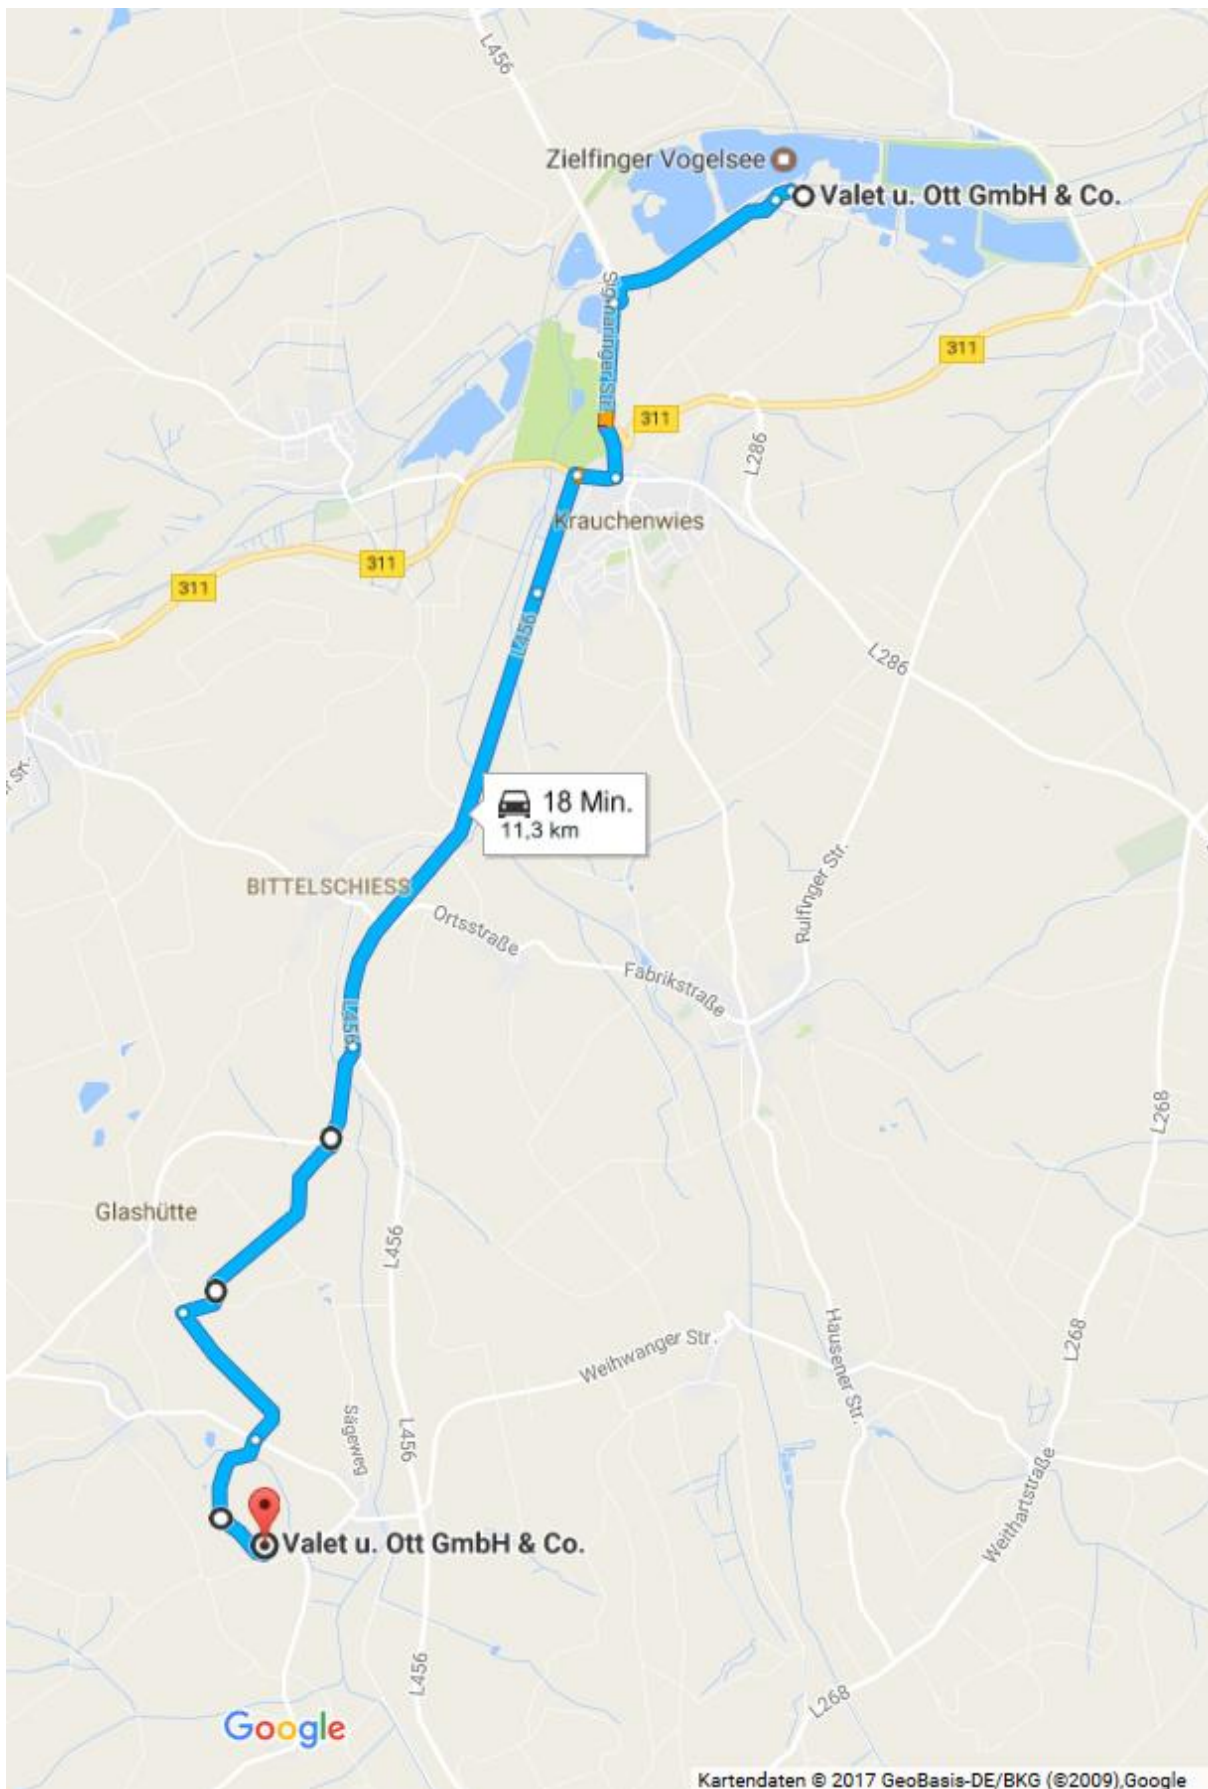 L456
Zielfinger Vogelsee
Valet u. Ott GmbH & Co.
Sigmaringer Str.
311
311
L286
Krauchenwies
311
311
L456
L286
er Str.
18 Min.
11,3 km
Rulfinger Str.
BITTELSCHIESS
Ortsstraße
Fabrikstraße
L456
L268
Glashütte
L456
Hausener Str.
Weihwanger Str.
L268
Sägeweg
L456
Weithartstraße
Valet u. Ott GmbH & Co.
L456
L268
Google
Kartendaten © 2017 GeoBasis-DE/BKG (©2009),Google